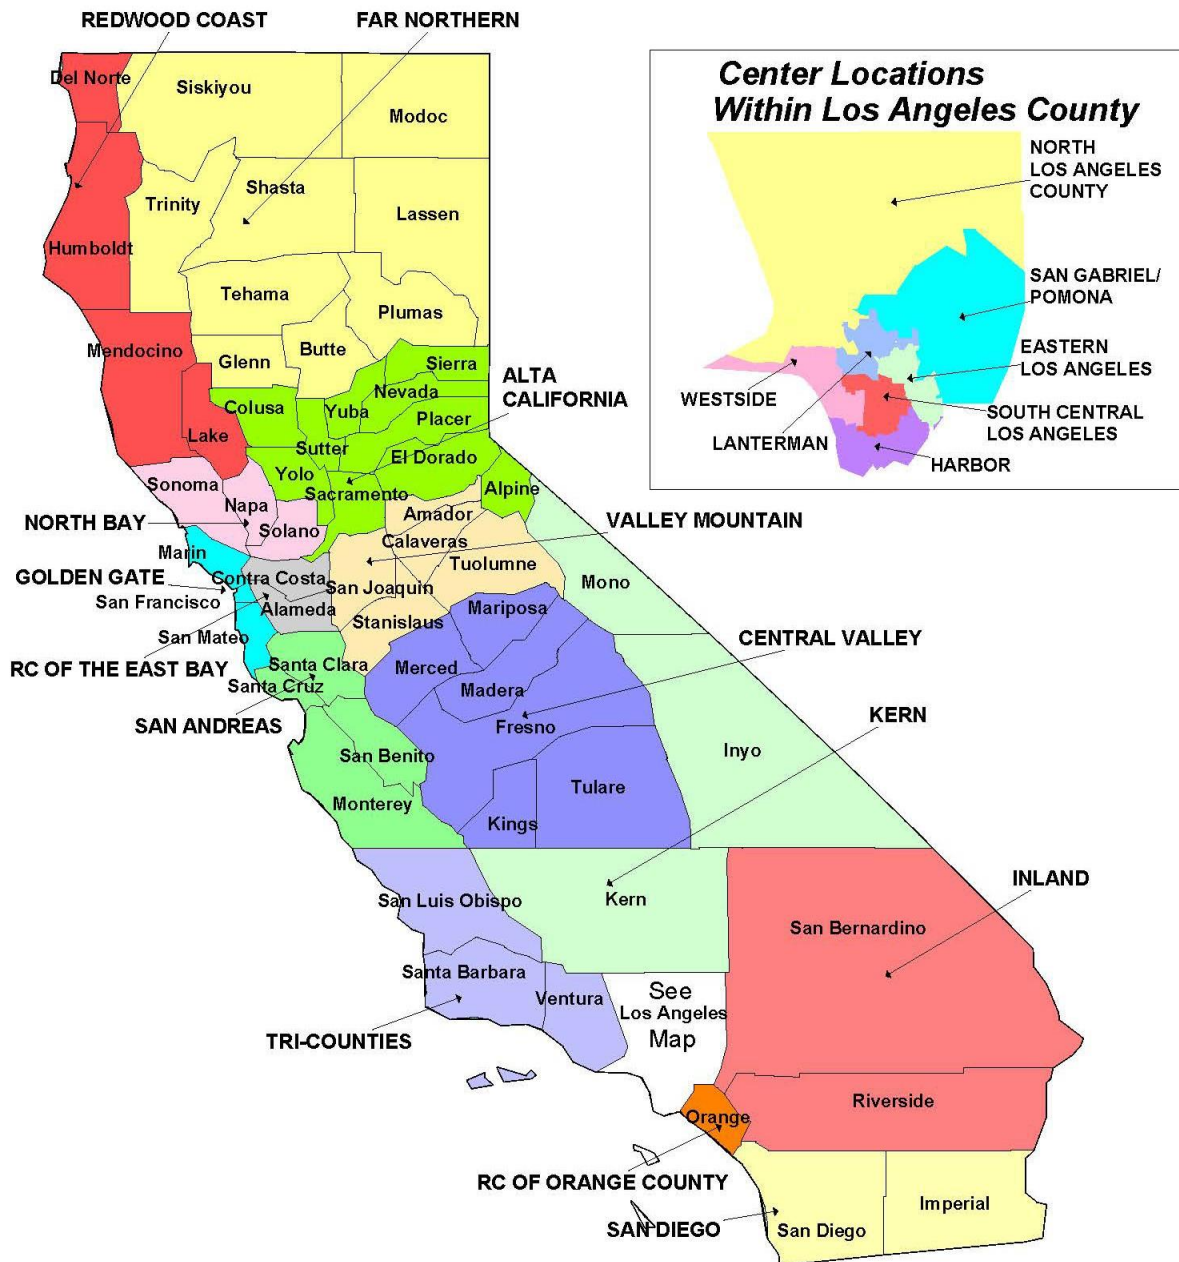 REDWOOD COAST
FAR NORTHERN
Del Norte
Siskiyou
Modoc
Shasta
Trinity
Lassen
Humboldt
Tehama
Plumas
Mendocino
Glenn
Butte
Sierra
Nevada
Colusa
Yuba
Placer
Lake
Sutter
El Dorado
ALTA
CALIFORNIA
Sonoma
Yolo
Sacramento
Alpine
Napa
Solano
Amador
NORTH BAY
VALLEY MOUNTAIN
Marin
Calaveras
Tuolumne
Mono
GOLDEN GATE
Contra Costa
San Joaquin
San Francisco
Alameda
Stanislaus
Mariposa
San Mateo
CENTRAL VALLEY
RC OF THE EAST BAY
Santa Clara
Merced
Santa Cruz
Madera
SAN ANDREAS
Fresno
KERN
San Benito
Inyo
Monterey
Tulare
Kings
San Luis Obispo
Kern
INLAND
San Bernardino
Santa Barbara
Ventura
See
Los Angeles
Map
TRI-COUNTIES
Riverside
Orange
RC OF ORANGE COUNTY
SAN DIEGO
San Diego
Imperial
Center Locations
Within Los Angeles County
NORTH
LOS ANGELES
COUNTY
SAN GABRIEL/
POMONA
EASTERN
LOS ANGELES
WESTSIDE
SOUTH CENTRAL
LOS ANGELES
LANTERMAN
HARBOR